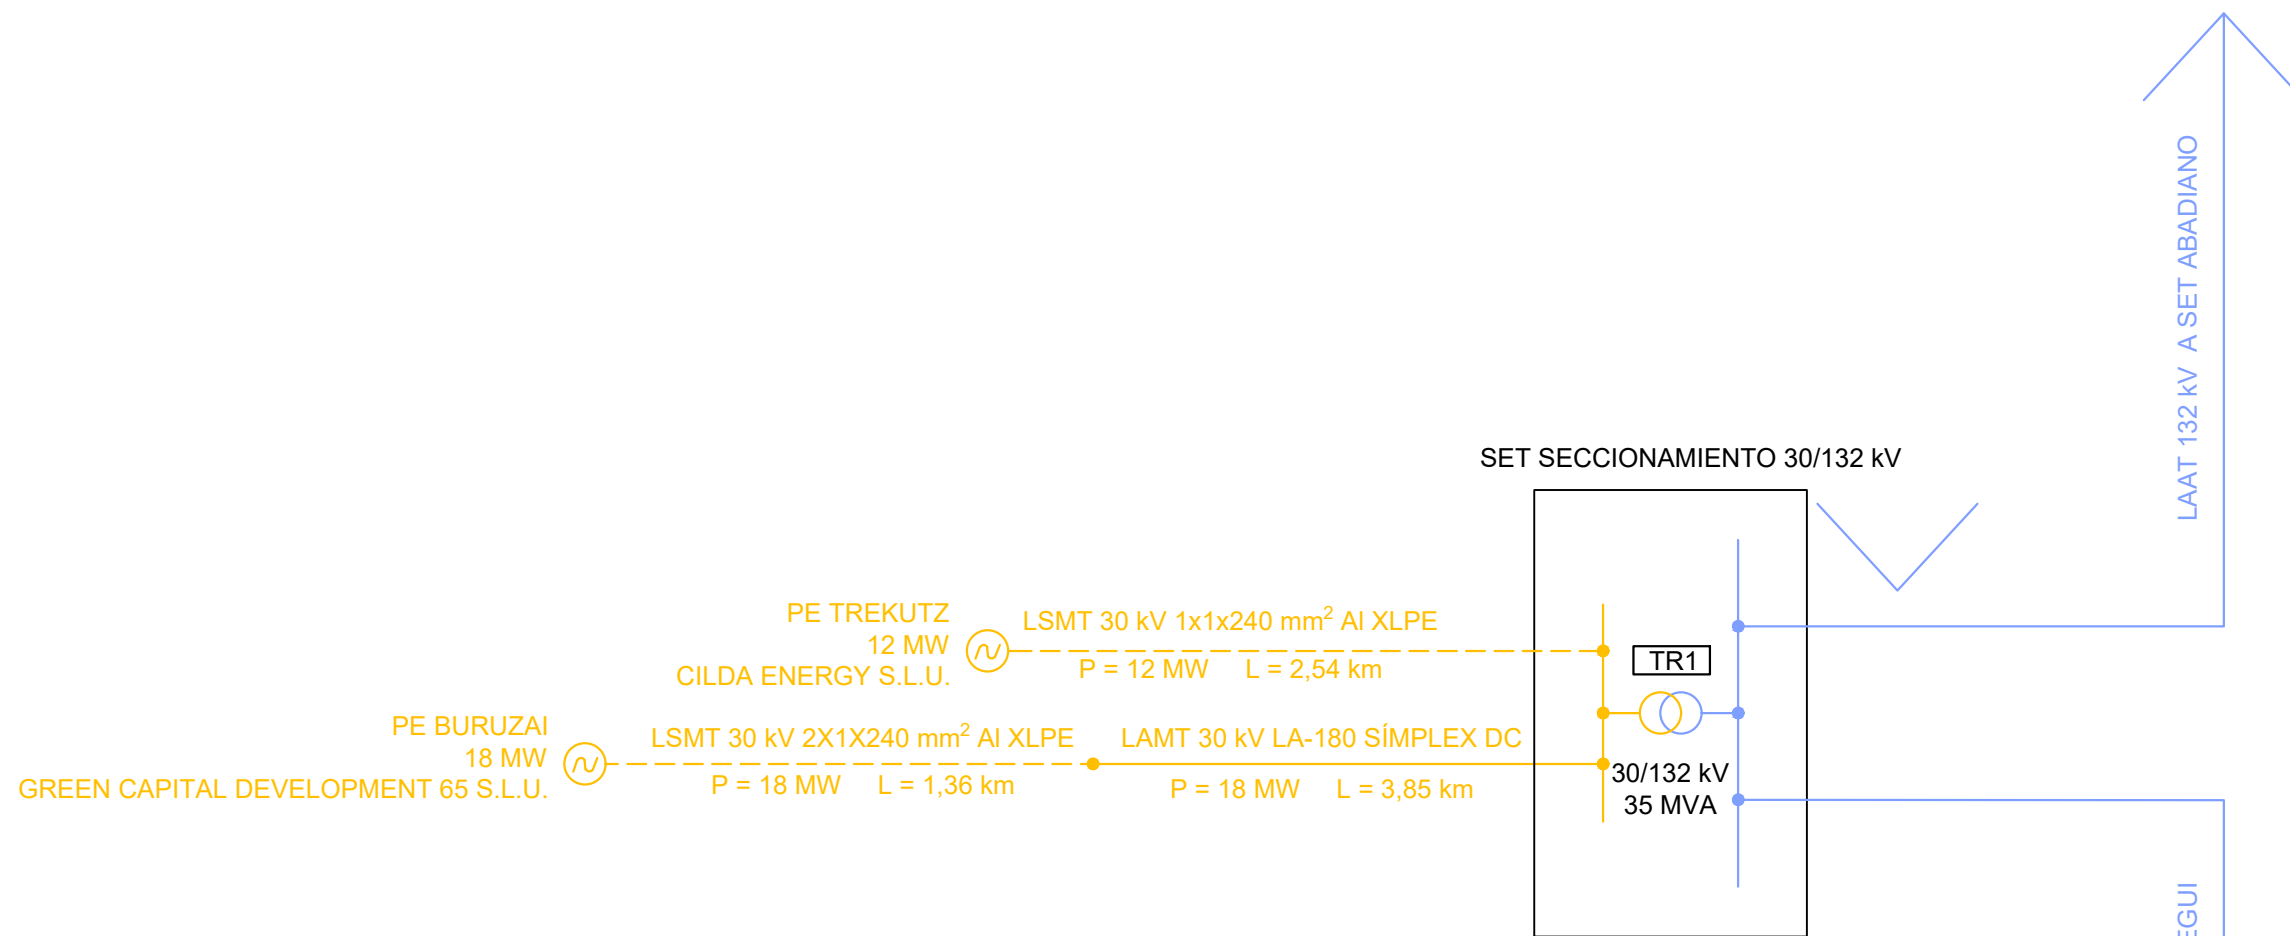 LAAT 132 kV A SET ABADIANO
SET SECCIONAMIENTO 30/132 kV
PE TREKUTZ
12 MW
CILDA ENERGY S.L.U.
LSMT 30 kV 1x1x240 mm² Al XLPE
P = 12 MW L = 2,54 km
TR1
PE BURUZAI
18 MW
GREEN CAPITAL DEVELOPMENT 65 S.L.U.
LSMT 30 kV 2X1X240 mm² Al XLPE
P = 18 MW L = 1,36 km
LAMT 30 kV LA-180 SÍMPLEX DC
P = 18 MW L = 3,85 km
30/132 kV
35 MVA